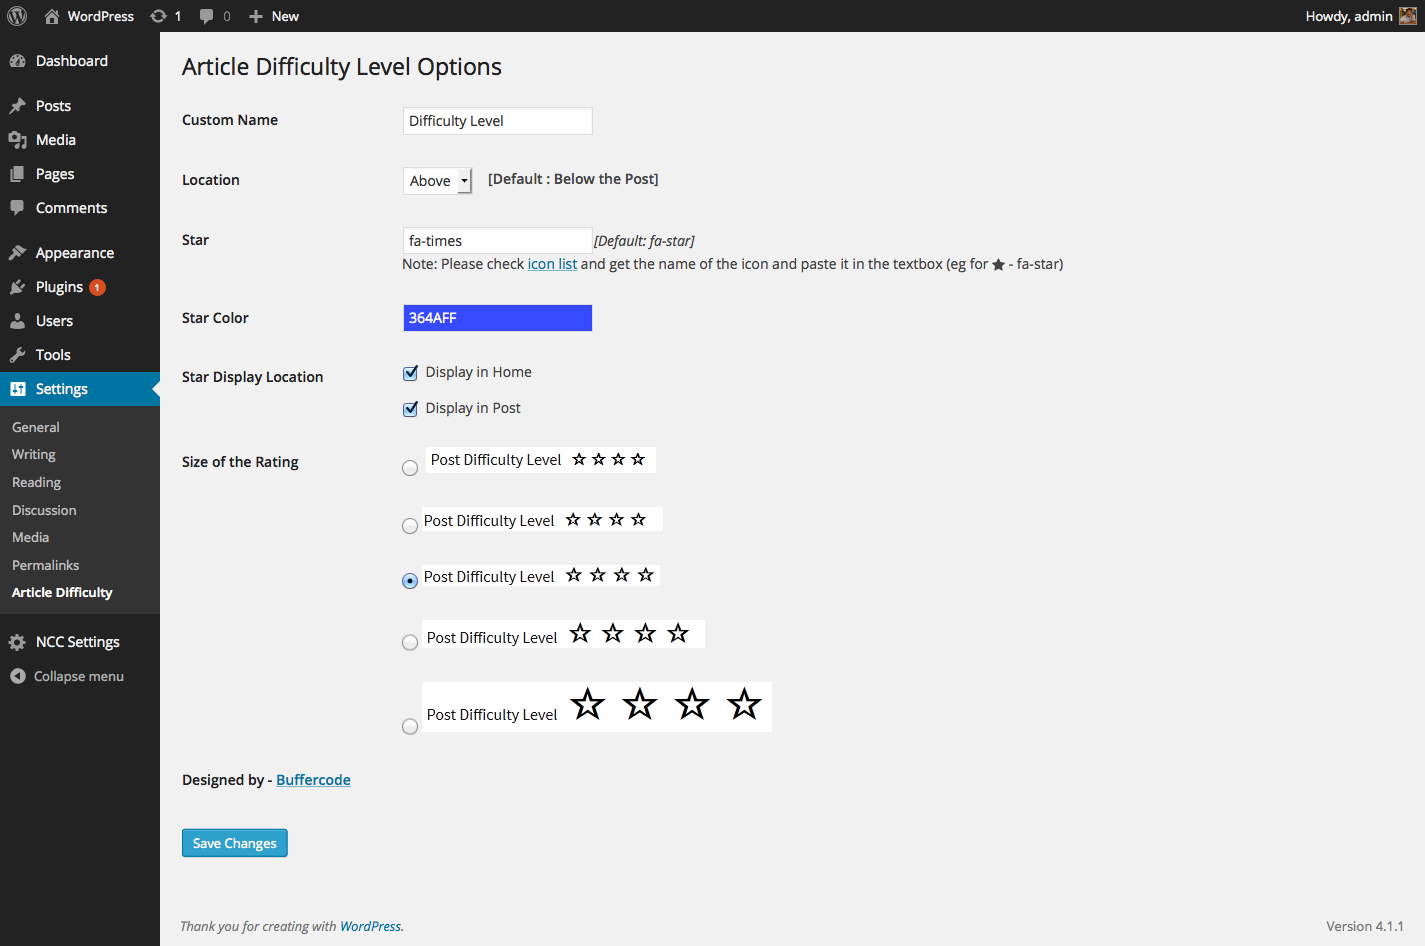 WordPress 1 0 New Howdy, admin
Dashboard
Posts
Media
Pages
Comments
Appearance
Plugins 1
Users
Tools
Settings
General
Writing
Reading
Discussion
Media
Permalinks
Article Difficulty
NCC Settings
Collapse menu
Article Difficulty Level Options
Custom Name Difficulty Level
Location Above [Default : Below the Post]
Star fa-times [Default: fa-star]
Note: Please check icon list and get the name of the icon and paste it in the textbox (eg for ★ - fa-star)
Star Color 364AFF
Star Display Location Display in Home
Display in Post
Size of the Rating Post Difficulty Level ☆ ☆ ☆ ☆
Post Difficulty Level ☆ ☆ ☆ ☆
Post Difficulty Level ☆ ☆ ☆ ☆
Post Difficulty Level ☆ ☆ ☆ ☆
Post Difficulty Level ☆ ☆ ☆ ☆
Designed by - Buffercode
Save Changes
Thank you for creating with WordPress. Version 4.1.1